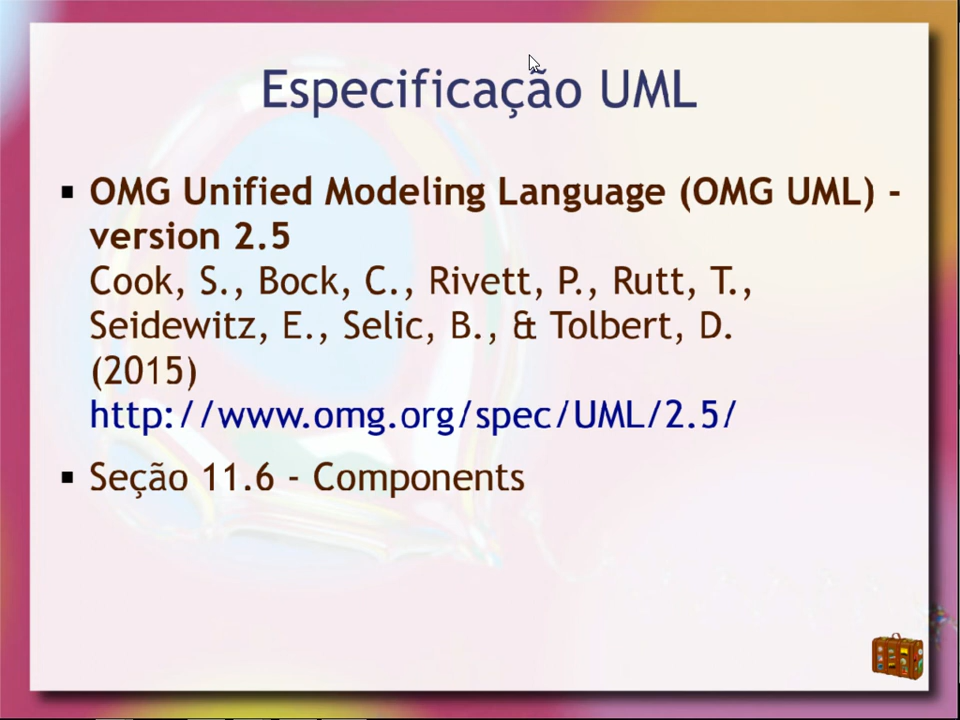 Especificação UML
▪ OMG Unified Modeling Language (OMG UML) -
version 2.5
Cook, S., Bock, C., Rivett, P., Rutt, T.,
Seidewitz, E., Selic, B., & Tolbert, D.
(2015)
http://www.omg.org/spec/UML/2.5/
▪ Seção 11.6 - Components